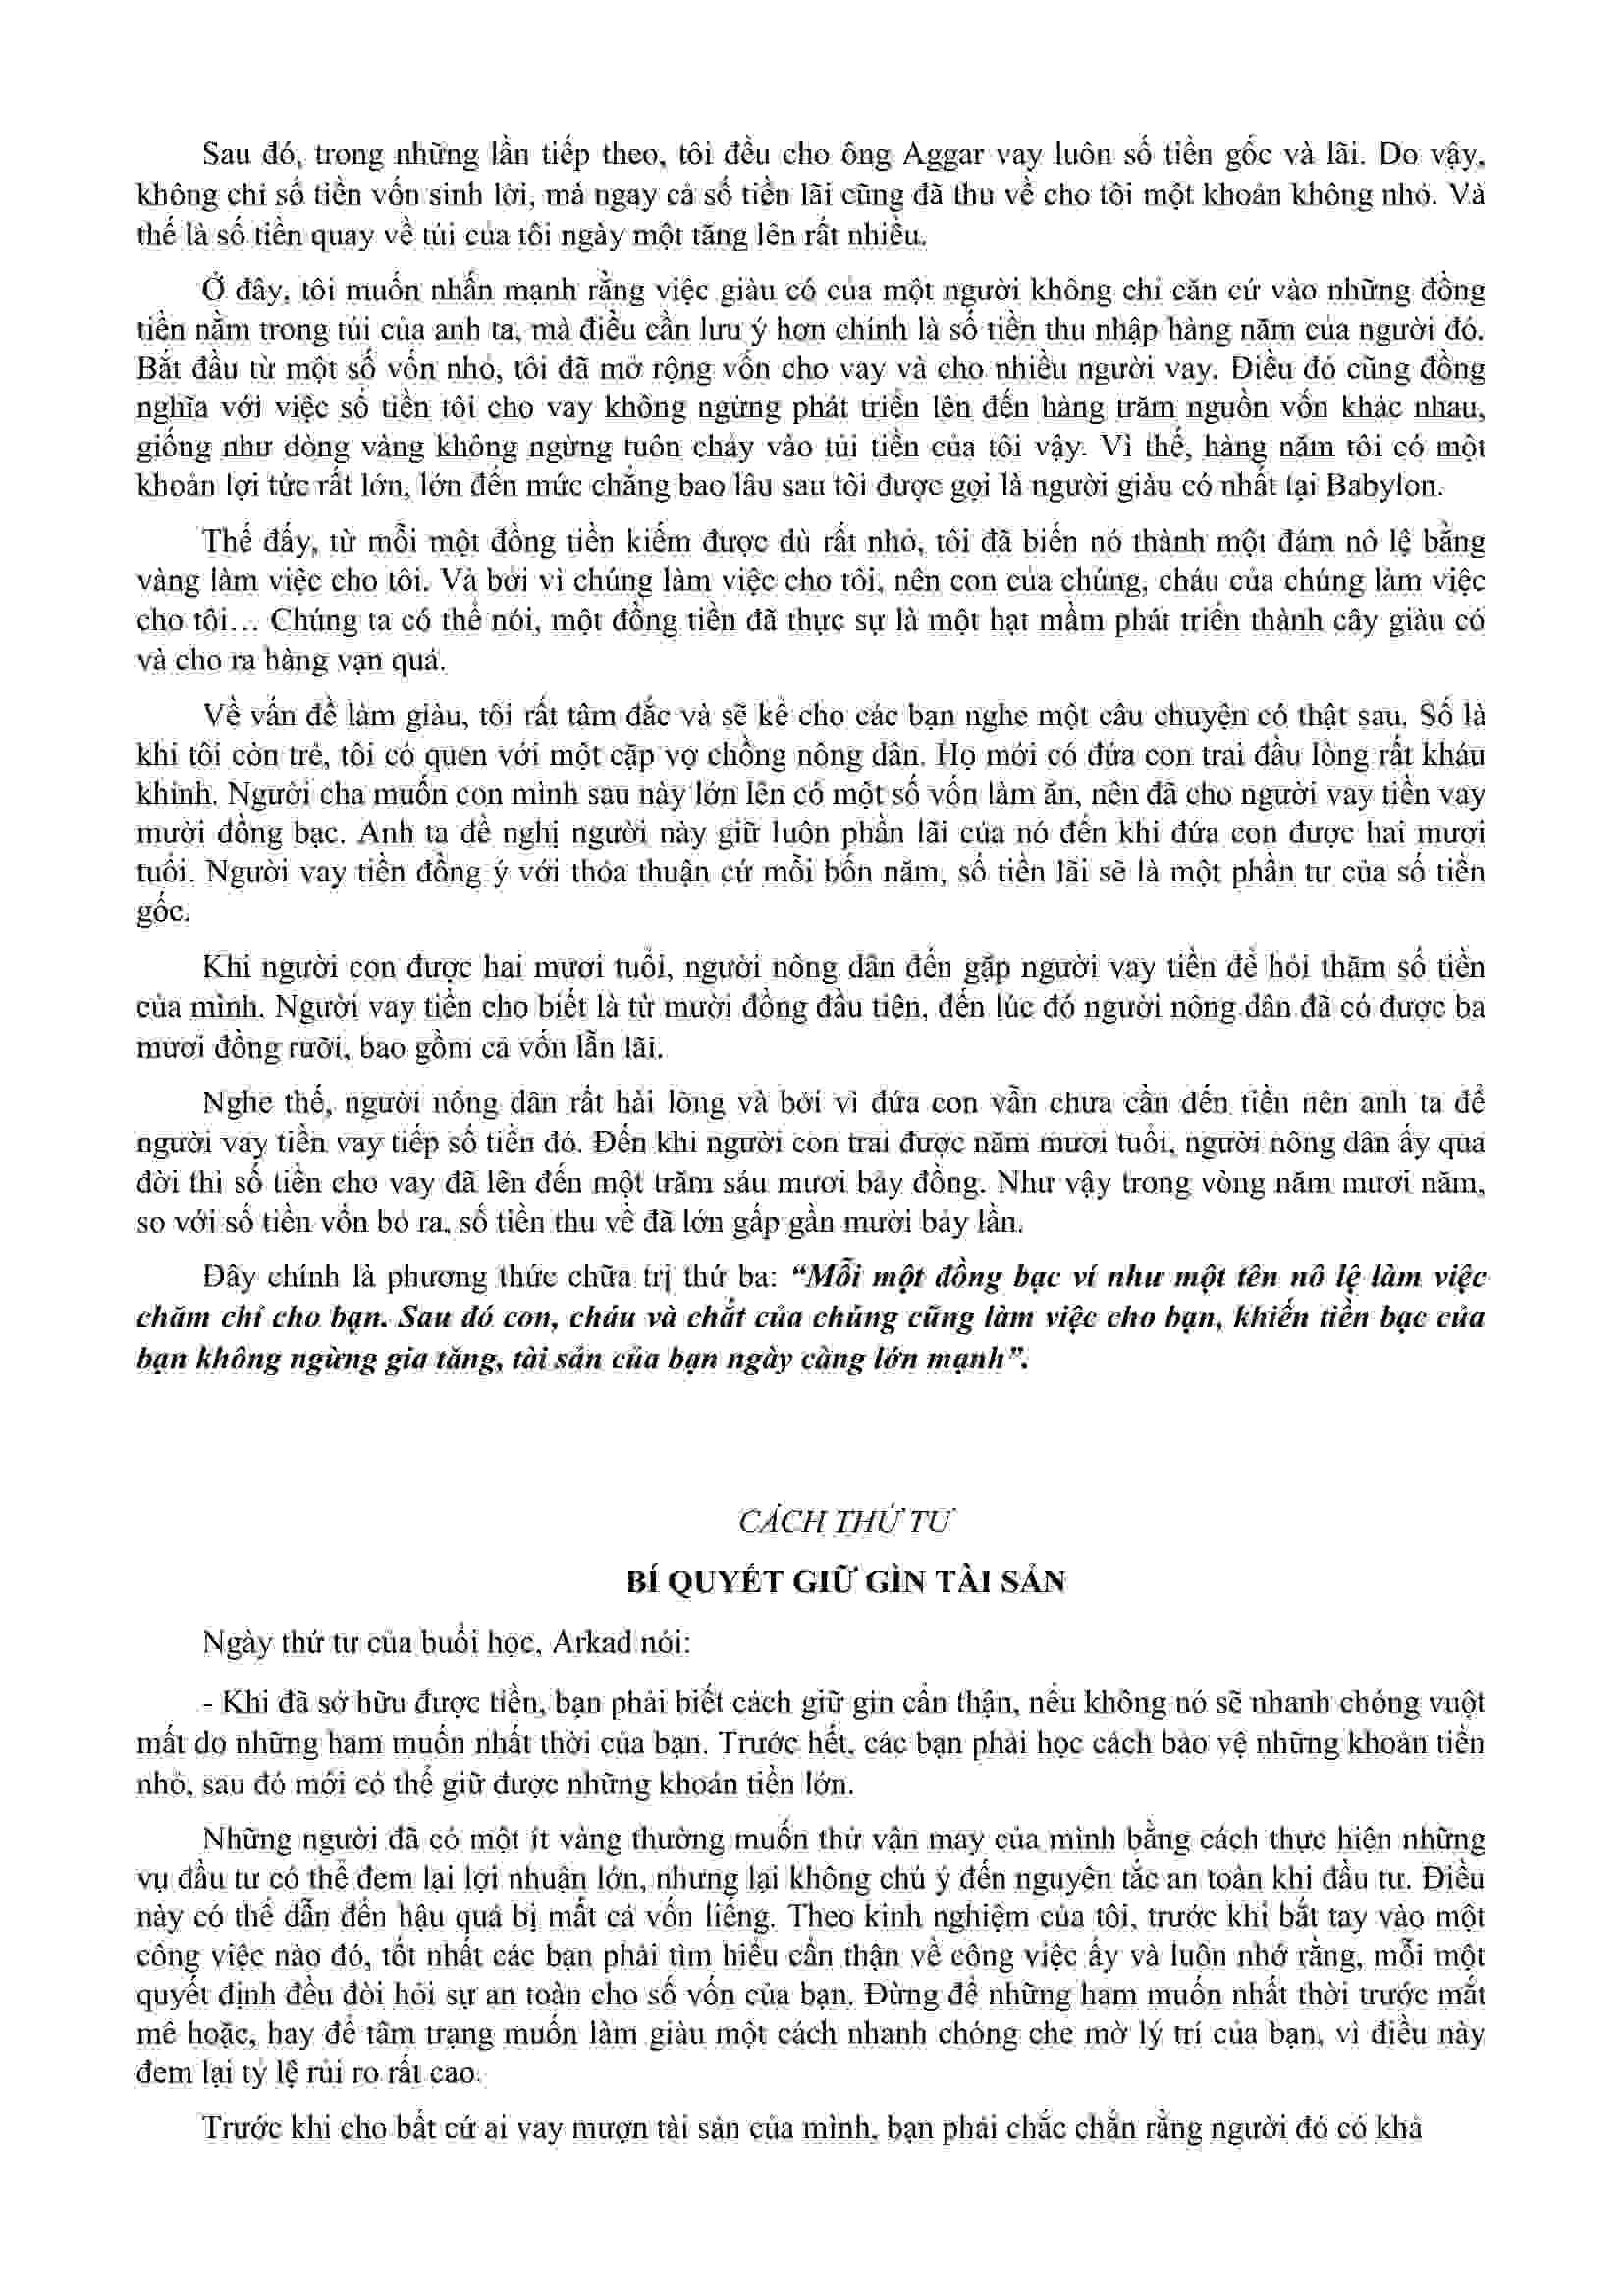 Sau đó, trong những lần tiếp theo, tôi đều cho ông Aggar vay luôn số tiền gốc và lãi. Do vậy,
không chỉ số tiền vốn sinh lời, mà ngay cả số tiền lãi cũng đã thu về cho tôi một khoản không nhỏ. Và
thế là số tiền quay về túi của tôi ngày một tăng lên rất nhiều.
Ở đây, tôi muốn nhấn mạnh rằng việc giàu có của một người không chỉ căn cứ vào những đồng
tiền nằm trong túi của anh ta, mà điều cần lưu ý hơn chính là số tiền thu nhập hàng năm của người đó.
Bắt đầu từ một số vốn nhỏ, tôi đã mở rộng vốn cho vay và cho nhiều người vay. Điều đó cũng đồng
nghĩa với việc số tiền tôi cho vay không ngừng phát triển lên đến hàng trăm nguồn vốn khác nhau,
giống như dòng vàng không ngừng tuôn chảy vào túi tiền của tôi vậy. Vì thế, hàng năm tôi có một
khoản lợi tức rất lớn, lớn đến mức chẳng bao lâu sau tôi được gọi là người giàu có nhất tại Babylon.
Thế đấy, từ mỗi một đồng tiền kiếm được dù rất nhỏ, tôi đã biến nó thành một đám nô lệ bằng
vàng làm việc cho tôi. Và bởi vì chúng làm việc cho tôi, nên con của chúng, cháu của chúng làm việc
cho tôi… Chúng ta có thể nói, một đồng tiền đã thực sự là một hạt mầm phát triển thành cây giàu có
và cho ra hàng vạn quả.
Về vấn đề làm giàu, tôi rất tâm đắc và sẽ kể cho các bạn nghe một câu chuyện có thật sau. Số là
khi tôi còn trẻ, tôi có quen với một cặp vợ chồng nông dân. Họ mới có đứa con trai đầu lòng rất kháu
khỉnh. Người cha muốn con mình sau này lớn lên có một số vốn làm ăn, nên đã cho người vay tiền vay
mười đồng bạc. Anh ta đề nghị người này giữ luôn phần lãi của nó đến khi đứa con được hai mươi
tuổi. Người vay tiền đồng ý với thỏa thuận cứ mỗi bốn năm, số tiền lãi sẽ là một phần tư của số tiền
gốc.
Khi người con được hai mươi tuổi, người nông dân đến gặp người vay tiền để hỏi thăm số tiền
của mình. Người vay tiền cho biết là từ mười đồng đầu tiên, đến lúc đó người nông dân đã có được ba
mươi đồng rưỡi, bao gồm cả vốn lẫn lãi.
Nghe thế, người nông dân rất hài lòng và bởi vì đứa con vẫn chưa cần đến tiền nên anh ta để
người vay tiền vay tiếp số tiền đó. Đến khi người con trai được năm mươi tuổi, người nông dân ấy qua
đời thì số tiền cho vay đã lên đến một trăm sáu mươi bảy đồng. Như vậy trong vòng năm mươi năm,
so với số tiền vốn bỏ ra, số tiền thu về đã lớn gấp gần mười bảy lần.
Đây chính là phương thức chữa trị thứ ba: “Mỗi một đồng bạc ví như một tên nô lệ làm việc
chăm chỉ cho bạn. Sau đó con, cháu và chắt của chúng cũng làm việc cho bạn, khiến tiền bạc của
bạn không ngừng gia tăng, tài sản của bạn ngày càng lớn mạnh”.
CÁCH THỨ TƯ
BÍ QUYẾT GIỮ GÌN TÀI SẢN
Ngày thứ tư của buổi học, Arkad nói:
- Khi đã sở hữu được tiền, bạn phải biết cách giữ gìn cẩn thận, nếu không nó sẽ nhanh chóng vuột
mất do những ham muốn nhất thời của bạn. Trước hết, các bạn phải học cách bảo vệ những khoản tiền
nhỏ, sau đó mới có thể giữ được những khoản tiền lớn.
Những người đã có một ít vàng thường muốn thử vận may của mình bằng cách thực hiện những
vụ đầu tư có thể đem lại lợi nhuận lớn, nhưng lại không chú ý đến nguyên tắc an toàn khi đầu tư. Điều
này có thể dẫn đến hậu quả bị mất cả vốn liếng. Theo kinh nghiệm của tôi, trước khi bắt tay vào một
công việc nào đó, tốt nhất các bạn phải tìm hiểu cẩn thận về công việc ấy và luôn nhớ rằng, mỗi một
quyết định đều đòi hỏi sự an toàn cho số vốn của bạn. Đừng để những ham muốn nhất thời trước mắt
mê hoặc, hay để tâm trạng muốn làm giàu một cách nhanh chóng che mờ lý trí của bạn, vì điều này
đem lại tỷ lệ rủi ro rất cao.
Trước khi cho bất cứ ai vay mượn tài sản của mình, bạn phải chắc chắn rằng người đó có khả